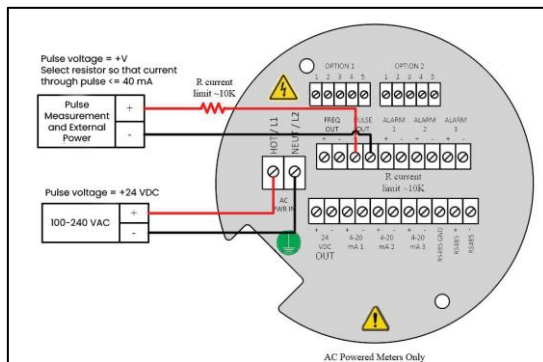 Pulse voltage = +V
Select resistor so that current
through pulse <= 40 mA
R current
limit ~10K
Pulse
Measurement
and External
Power
+
-
Pulse voltage = +24 VDC
100-240 VAC
+
-
OPTION 1
OPTION 2
1 2 3 4 5
1 2 3 4 5
HOT / L1
NEUT / L2
AC
PWR IN
FREQ
OUT
PULSE
OUT
ALARM
1
ALARM
2
ALARM
3
+ - + - + - + - + -
R current
limit ~10K
+ - + - + - + -
24
VDC
OUT
4-20
mA 1
4-20
mA 2
4-20
mA 3
RS485 GND
RS485 +
RS485 -
AC Powered Meters Only